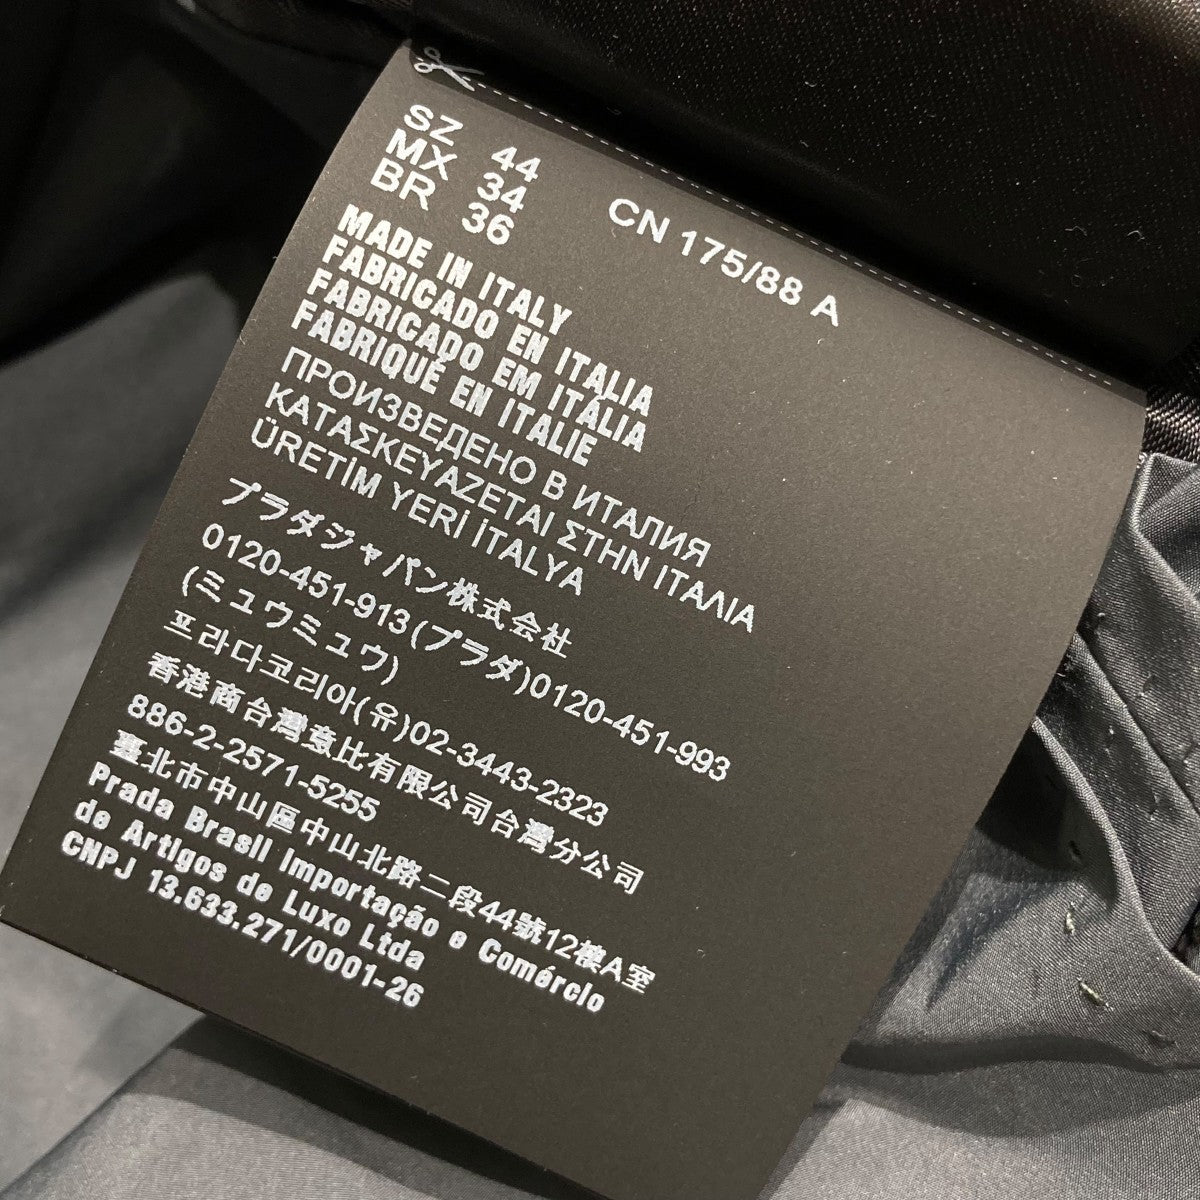 SZ 44
MX 34 CN 175/88 A
BR 36
MADE IN ITALY
FABRICADO EN ITALIA
FABRICADO EM ITÁLIA
FABRIQUÉ EN ITALIE
ПРОИЗВЕДЕНО В ИТАЛИЯ
ΚΑΤΑΣΚΕΥΑΖΕΤΑΙ ΣΤΗΝ ΙΤΑΛΙΑ
ÜRETİM YERİ İTALYA
プラダジャパン株式会社
0120-451-913(プラダ)0120-451-993
(ミュウミュウ)
프라다코리아(유)02-3443-2323
香港商台灣意比有限公司台灣分公司
886-2-2571-5255
臺北市中山區中山北路二段44號12樓A室
Prada Brasil Importação e Comércio
de Artigos de Luxo Ltda
CNPJ 13.633.271/0001-26